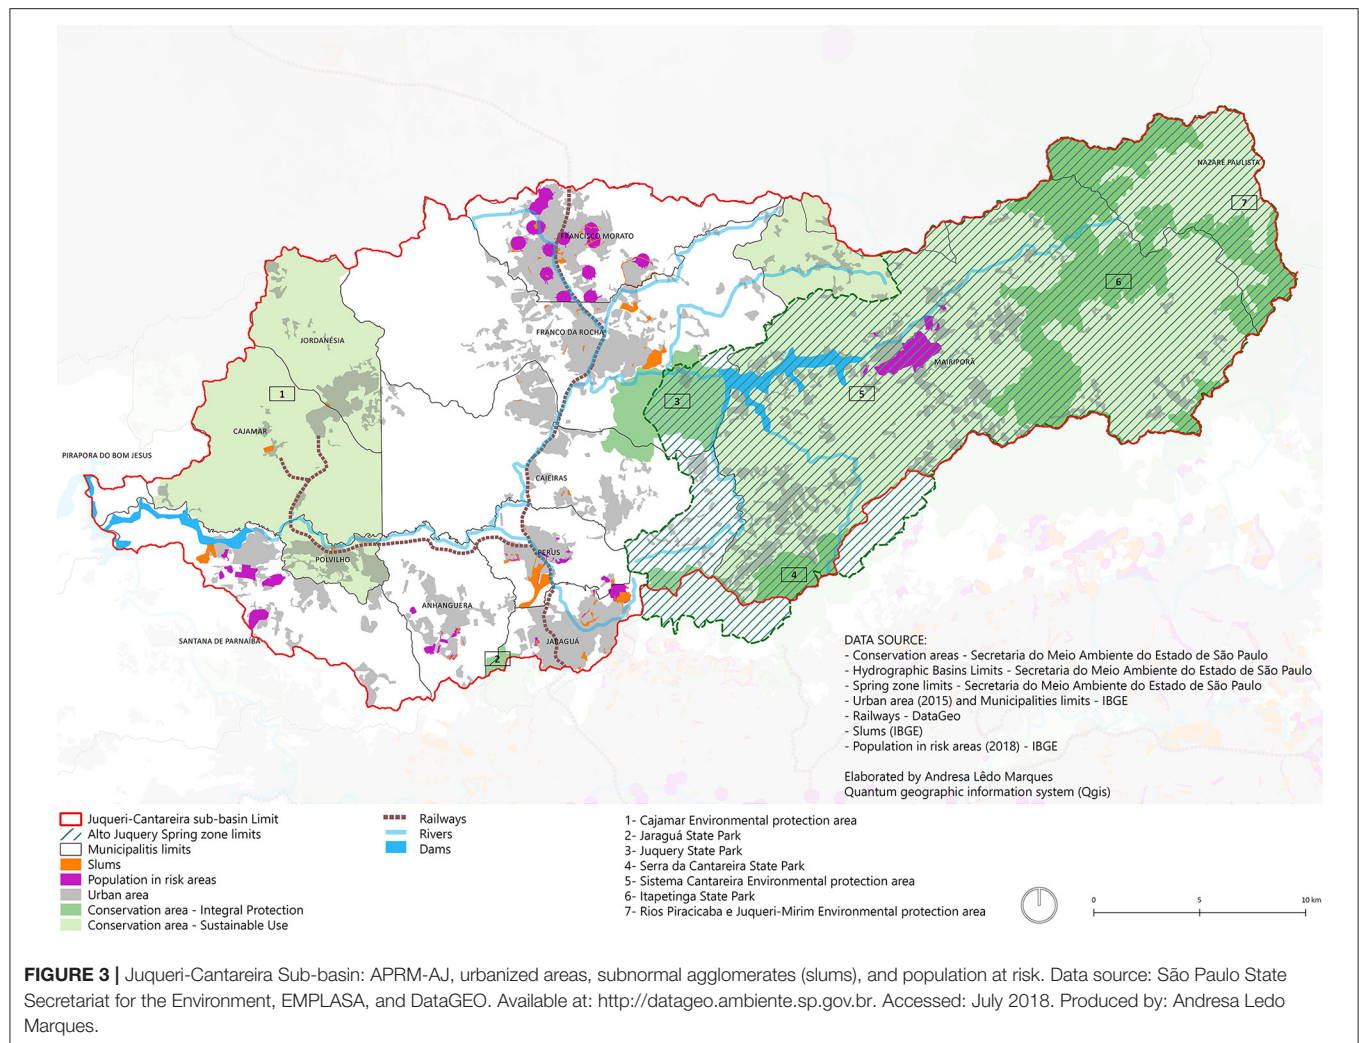 NAZARE PAULISTA
7
FRANCISCO MORATO
6
FRANCO DA ROCHA
JORDANÉSIA
MAIRIPORÃ
1
3
5
CAJAMAR
PIRAPORA DO BOM JESUS
CAIEIRAS
PERUS
POLVILHO
4
ANHANGUERA
SANTANA DE PARNAÍBA
JARAGUÁ
2
DATA SOURCE:
- Conservation areas - Secretaria do Meio Ambiente do Estado de São Paulo
- Hydrographic Basins Limits - Secretaria do Meio Ambiente do Estado de São Paulo
- Spring zone limits - Secretaria do Meio Ambiente do Estado de São Paulo
- Urban area (2015) and Municipalities limits - IBGE
- Railways - DataGeo
- Slums (IBGE)
- Population in risk areas (2018) - IBGE
Elaborated by Andresa Lêdo Marques
Quantum geographic information system (Qgis)
Juqueri-Cantareira sub-basin Limit
Alto Juquery Spring zone limits
Municipalitis limits
Slums
Population in risk areas
Urban area
Conservation area - Integral Protection
Conservation area - Sustainable Use
Railways
Rivers
Dams
1- Cajamar Environmental protection area
2- Jaraguá State Park
3- Juquery State Park
4- Serra da Cantareira State Park
5- Sistema Cantareira Environmental protection area
6- Itapetinga State Park
7- Rios Piracicaba e Juqueri-Mirim Environmental protection area
0 5 10 km
FIGURE 3 | Juqueri-Cantareira Sub-basin: APRM-AJ, urbanized areas, subnormal agglomerates (slums), and population at risk. Data source: São Paulo State
Secretariat for the Environment, EMPLASA, and DataGEO. Available at: http://datageo.ambiente.sp.gov.br. Accessed: July 2018. Produced by: Andresa Ledo
Marques.